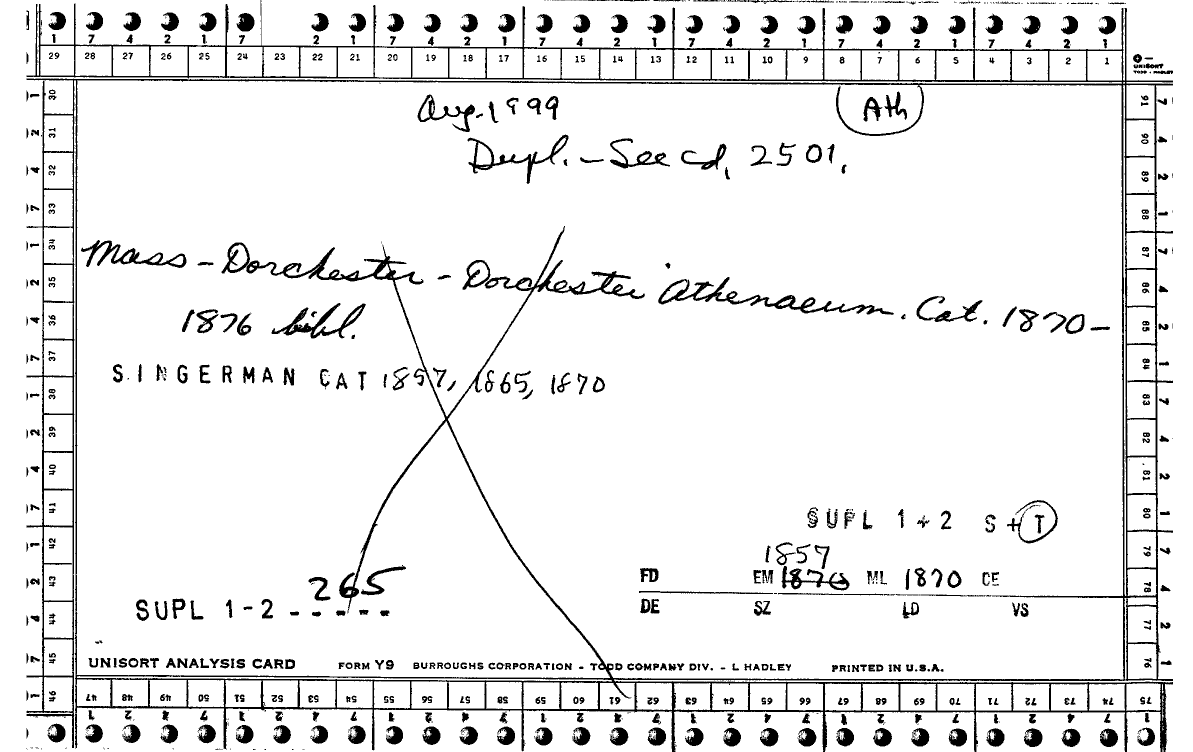 1 7 4 2 1 7 2 1 7 4 2 1 7 4 2 1 7 4 2 1 7 4 2 1 7 4 2 1
29 28 27 26 25 24 23 22 21 20 19 18 17 16 15 14 13 12 11 10 9 8 7 6 5 4 3 2 1
UNISORT
TODD - HADLEY
Aug. 1999
Ath
Dupl. - See cd, 2501.
Mass - Dorchester - Dorchester Athenaeum. Cat. 1870 -
1876 bibl.
SINGERMAN CAT 1857, 1865, 1870
SUPL 1+2 S+T
1857
FD EM 1876 ML 1870 CE
265
SUPL 1-2 - - - - -
DE SZ LD VS
UNISORT ANALYSIS CARD FORM Y9 BURROUGHS CORPORATION - TODD COMPANY DIV. - L HADLEY PRINTED IN U.S.A.
30 31 32 33 34 35 36 37 38 39 40 41 42 43 44 45 46
91 90 89 88 87 86 85 84 83 82 81 80 79 78 77 76
47 48 49 50 51 52 53 54 55 56 57 58 59 60 61 62 63 64 65 66 67 68 69 70 71 72 73 74 75